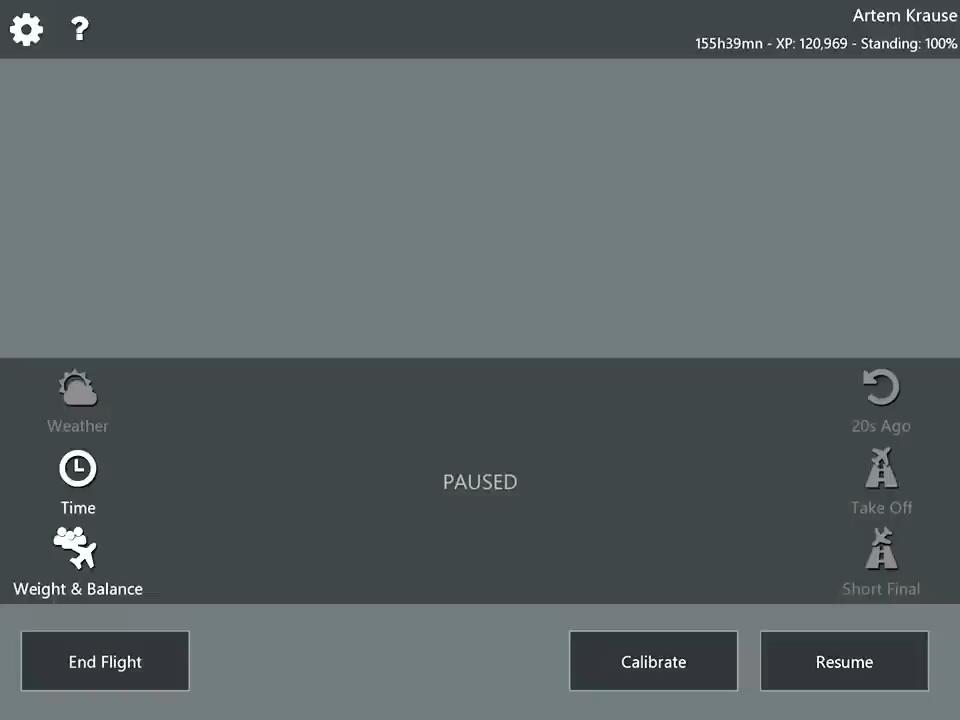 ?
Artem Krause
155h39mn - XP: 120,969 - Standing: 100%
Weather
20s Ago
Time
PAUSED
Take Off
Weight & Balance
Short Final
End Flight
Calibrate
Resume